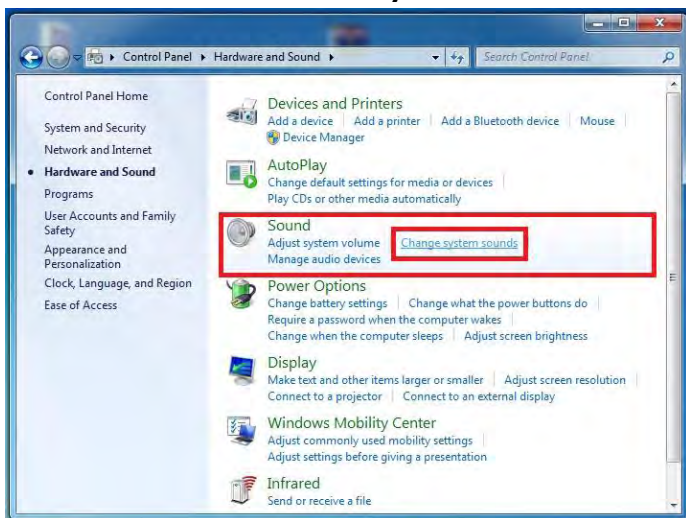 Control Panel ▸ Hardware and Sound ▸
Search Control Panel
Control Panel Home
System and Security
Network and Internet
Hardware and Sound
Programs
User Accounts and Family
Safety
Appearance and
Personalization
Clock, Language, and Region
Ease of Access
Devices and Printers
Add a device Add a printer Add a Bluetooth device Mouse
Device Manager
AutoPlay
Change default settings for media or devices
Play CDs or other media automatically
Sound
Adjust system volume Change system sounds
Manage audio devices
Power Options
Change battery settings Change what the power buttons do
Require a password when the computer wakes
Change when the computer sleeps Adjust screen brightness
Display
Make text and other items larger or smaller Adjust screen resolution
Connect to a projector Connect to an external display
Windows Mobility Center
Adjust commonly used mobility settings
Adjust settings before giving a presentation
Infrared
Send or receive a file